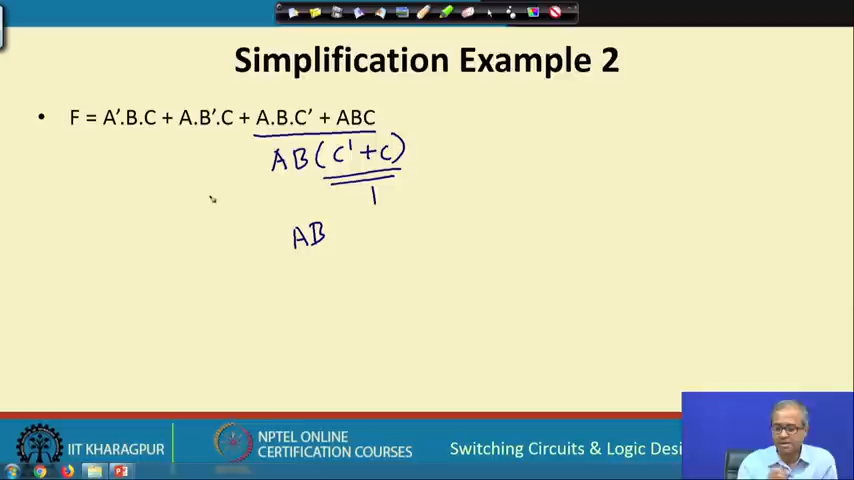 Simplification Example 2
• F = A’.B.C + A.B’.C + A.B.C’ + ABC
AB(C'+C)
1
AB
IIT KHARAGPUR
NPTEL ONLINE
CERTIFICATION COURSES
Switching Circuits & Logic Desi